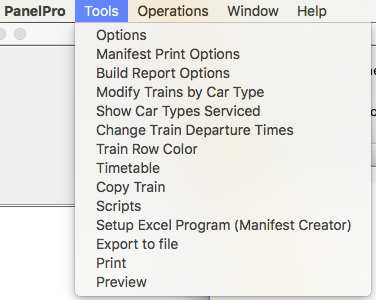 PanelPro Tools Operations Window Help
Options
Manifest Print Options
Build Report Options
Modify Trains by Car Type
Show Car Types Serviced
Change Train Departure Times
Train Row Color
Timetable
Copy Train
Scripts
Setup Excel Program (Manifest Creator)
Export to file
Print
Preview